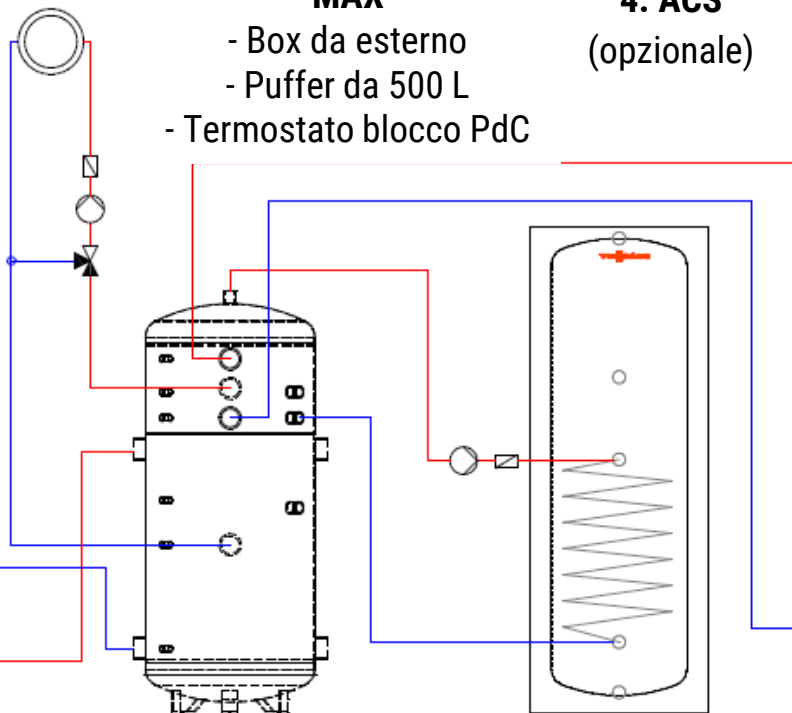 MAX
- Box da esterno
- Puffer da 500 L
- Termostato blocco PdC
4. ACS
(opzionale)